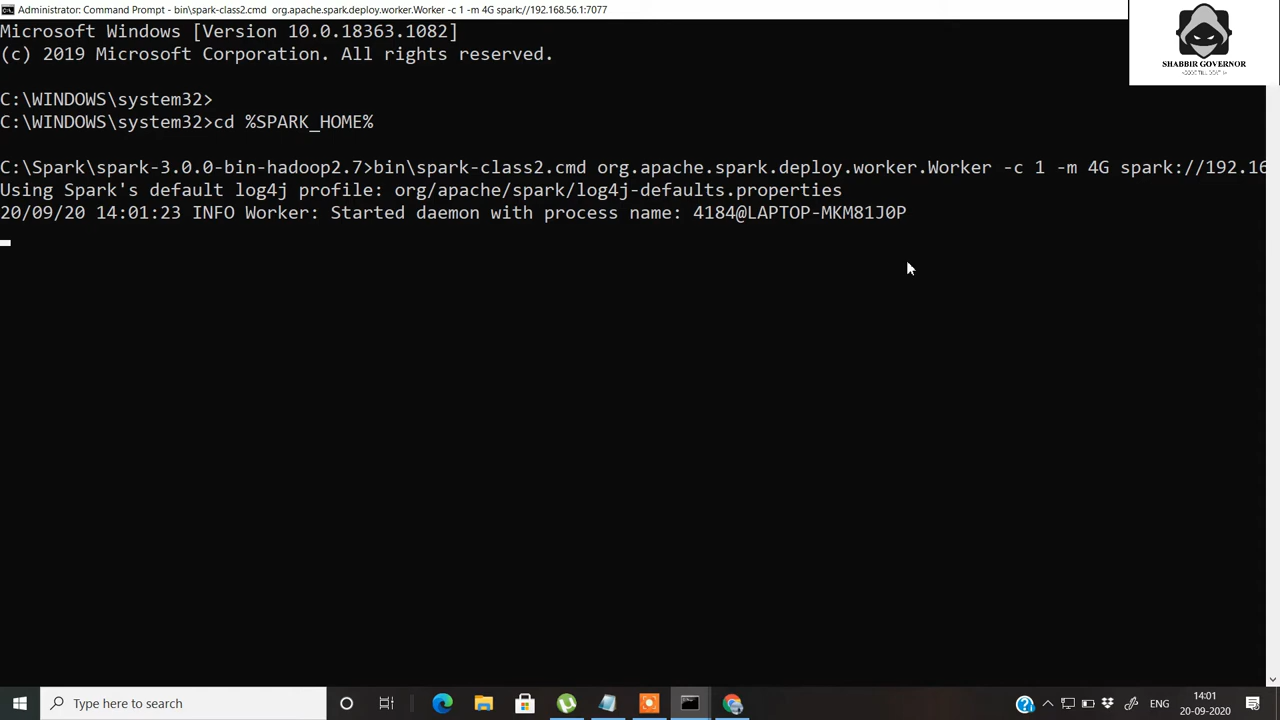 Administrator: Command Prompt - bin\spark-class2.cmd  org.apache.spark.deploy.worker.Worker -c 1 -m 4G spark://192.168.56.1:7077
Microsoft Windows [Version 10.0.18363.1082]
(c) 2019 Microsoft Corporation. All rights reserved.
SHABBIR GOVERNOR
C:\WINDOWS\system32>
C:\WINDOWS\system32>cd %SPARK_HOME%
C:\Spark\spark-3.0.0-bin-hadoop2.7>bin\spark-class2.cmd org.apache.spark.deploy.worker.Worker -c 1 -m 4G spark://192.16
Using Spark's default log4j profile: org/apache/spark/log4j-defaults.properties
20/09/20 14:01:23 INFO Worker: Started daemon with process name: 4184@LAPTOP-MKM81J0P
Type here to search
ENG
14:01
20-09-2020